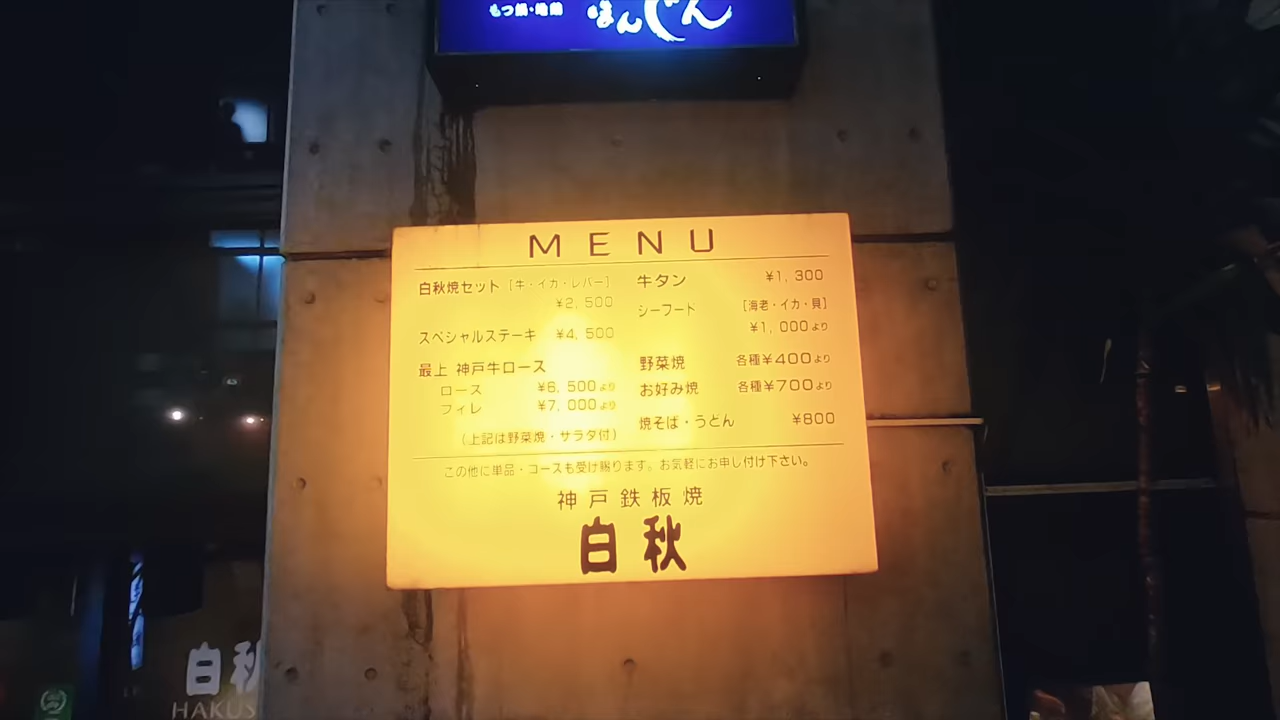 もつ鍋・地鶏
まんじん
MENU
白秋焼セット [牛・イカ・レバー]
¥2,500
スペシャルステーキ ¥4,500
最上 神戸牛ロース
ロース ¥6,500より
フィレ ¥7,000より
(上記は野菜焼・サラダ付)
牛タン ¥1,300
シーフード [海老・イカ・貝]
¥1,000より
野菜焼 各種¥400より
お好み焼 各種¥700より
焼そば・うどん ¥800
この他に単品・コースも受け賜ります。お気軽にお申し付け下さい。
神戸鉄板焼
白秋
白秋
HAKUS